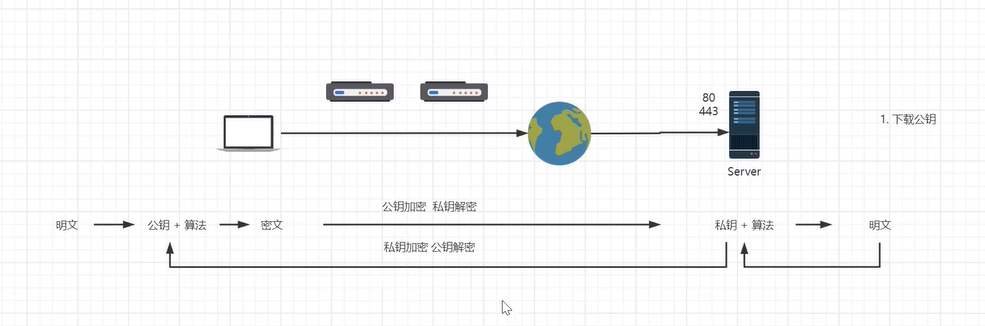 80
443
1. 下载公钥
Server
公钥加密 私钥解密
明文
公钥 + 算法
密文
私钥 + 算法
明文
私钥加密 公钥解密